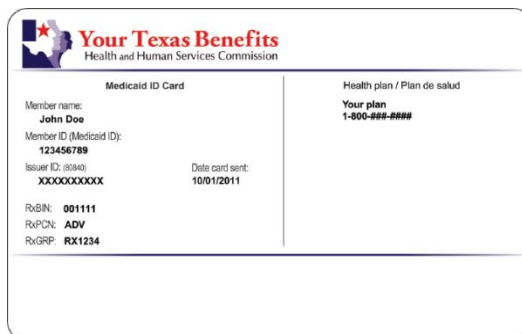 Your Texas Benefits
Health and Human Services Commission
Medicaid ID Card
Member name:
John Doe
Member ID (Medicaid ID):
123456789
Issuer ID: (80840)
Date card sent:
XXXXXXXXXX
10/01/2011
RxBIN: 001111
RxPCN: ADV
RxGRP: RX1234
Health plan / Plan de salud
Your plan
1-800-###-####